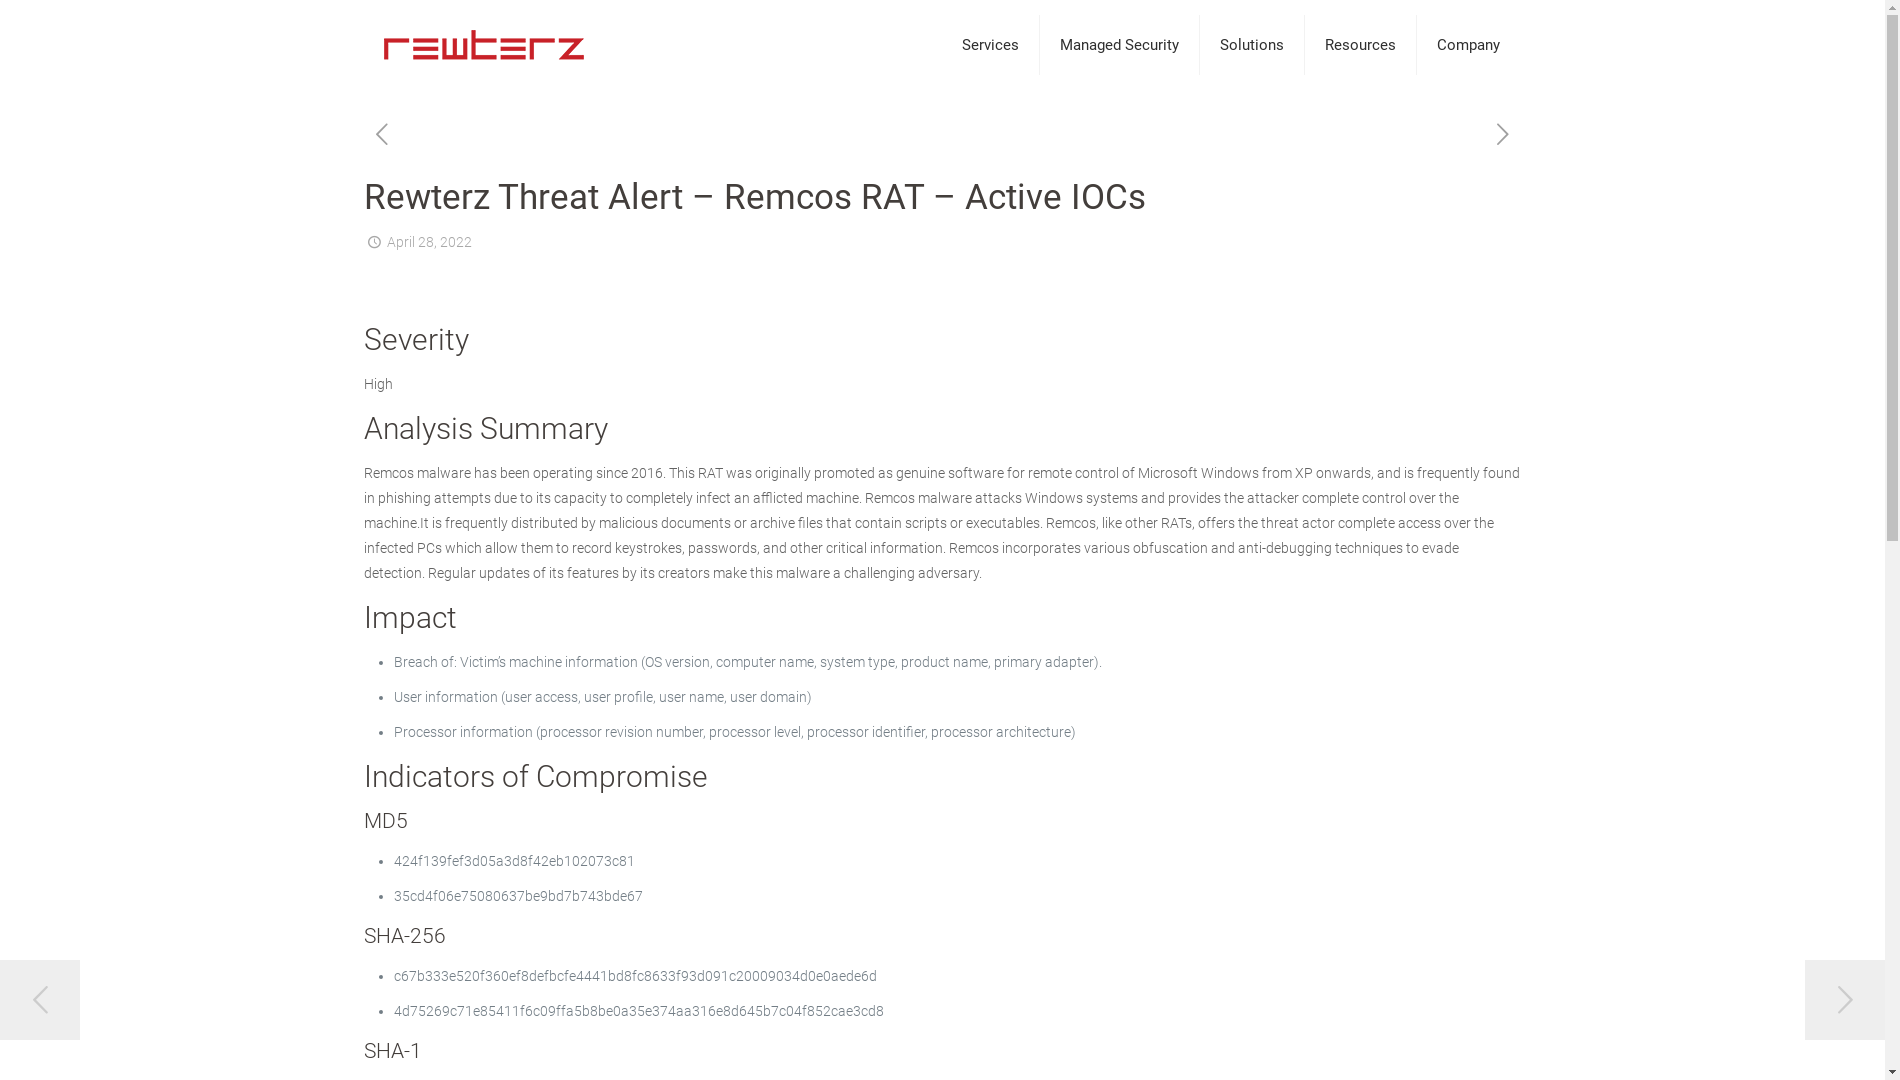 rewterz
Services
Managed Security
Solutions
Resources
Company
Rewterz Threat Alert – Remcos RAT – Active IOCs
April 28, 2022
Severity
High
Analysis Summary
Remcos malware has been operating since 2016. This RAT was originally promoted as genuine software for remote control of Microsoft Windows from XP onwards, and is frequently found
in phishing attempts due to its capacity to completely infect an afflicted machine. Remcos malware attacks Windows systems and provides the attacker complete control over the
machine.It is frequently distributed by malicious documents or archive files that contain scripts or executables. Remcos, like other RATs, offers the threat actor complete access over the
infected PCs which allow them to record keystrokes, passwords, and other critical information. Remcos incorporates various obfuscation and anti-debugging techniques to evade
detection. Regular updates of its features by its creators make this malware a challenging adversary.
Impact
Breach of: Victim's machine information (OS version, computer name, system type, product name, primary adapter).
User information (user access, user profile, user name, user domain)
Processor information (processor revision number, processor level, processor identifier, processor architecture)
Indicators of Compromise
MD5
424f139fef3d05a3d8f42eb102073c81
35cd4f06e75080637be9bd7b743bde67
SHA-256
c67b333e520f360ef8defbcfe4441bd8fc8633f93d091c20009034d0e0aede6d
4d75269c71e85411f6c09ffa5b8be0a35e374aa316e8d645b7c04f852cae3cd8
SHA-1